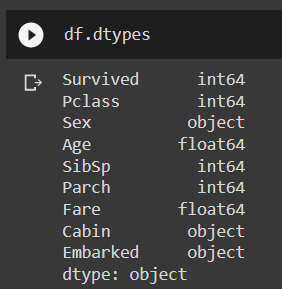 df.dtypes
Survived int64
Pclass int64
Sex object
Age float64
SibSp int64
Parch int64
Fare float64
Cabin object
Embarked object
dtype: object